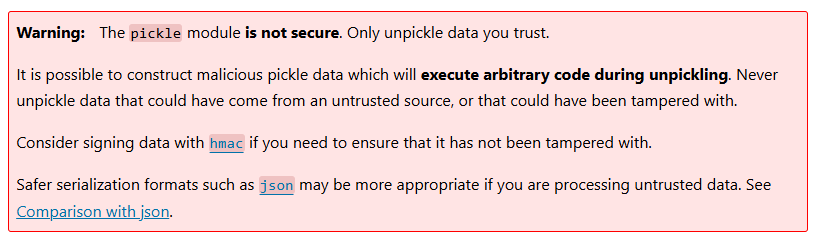 Warning: The pickle module is not secure. Only unpickle data you trust.
It is possible to construct malicious pickle data which will execute arbitrary code during unpickling. Never
unpickle data that could have come from an untrusted source, or that could have been tampered with.
Consider signing data with hmac if you need to ensure that it has not been tampered with.
Safer serialization formats such as json may be more appropriate if you are processing untrusted data. See
Comparison with json.